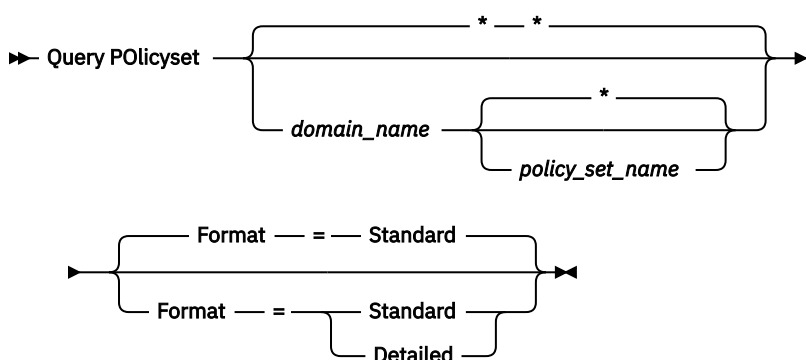 * *
Query POlicyset
*
domain_name
policy_set_name
Format = Standard
Format = Standard
Detailed